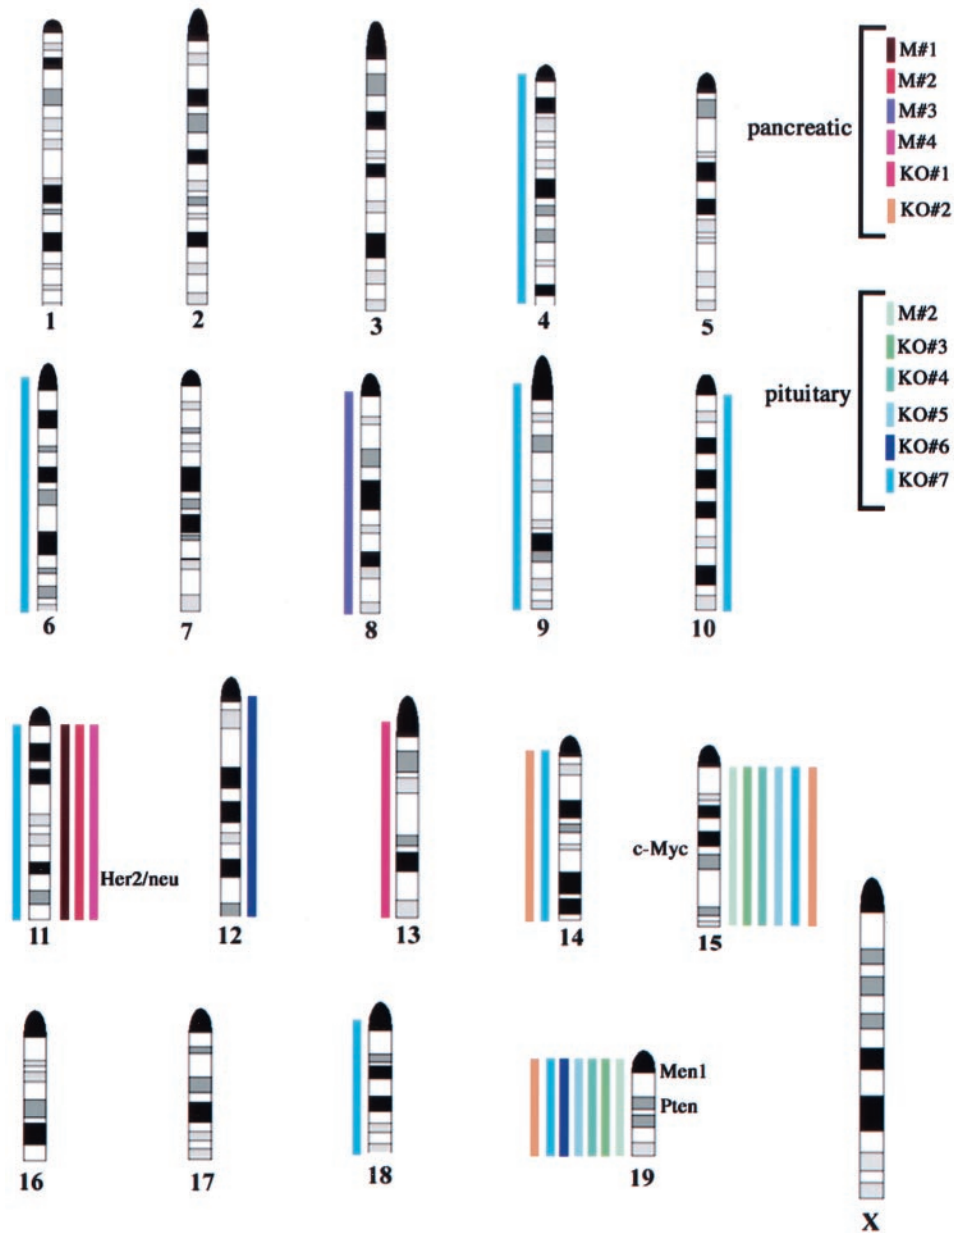 1
2
3
4
5
pancreatic
M#1
M#2
M#3
M#4
KO#1
KO#2
pituitary
M#2
KO#3
KO#4
KO#5
KO#6
KO#7
6
7
8
9
10
Her2/neu
11
12
13
14
c-Myc
15
16
17
18
Men1
Pten
19
X